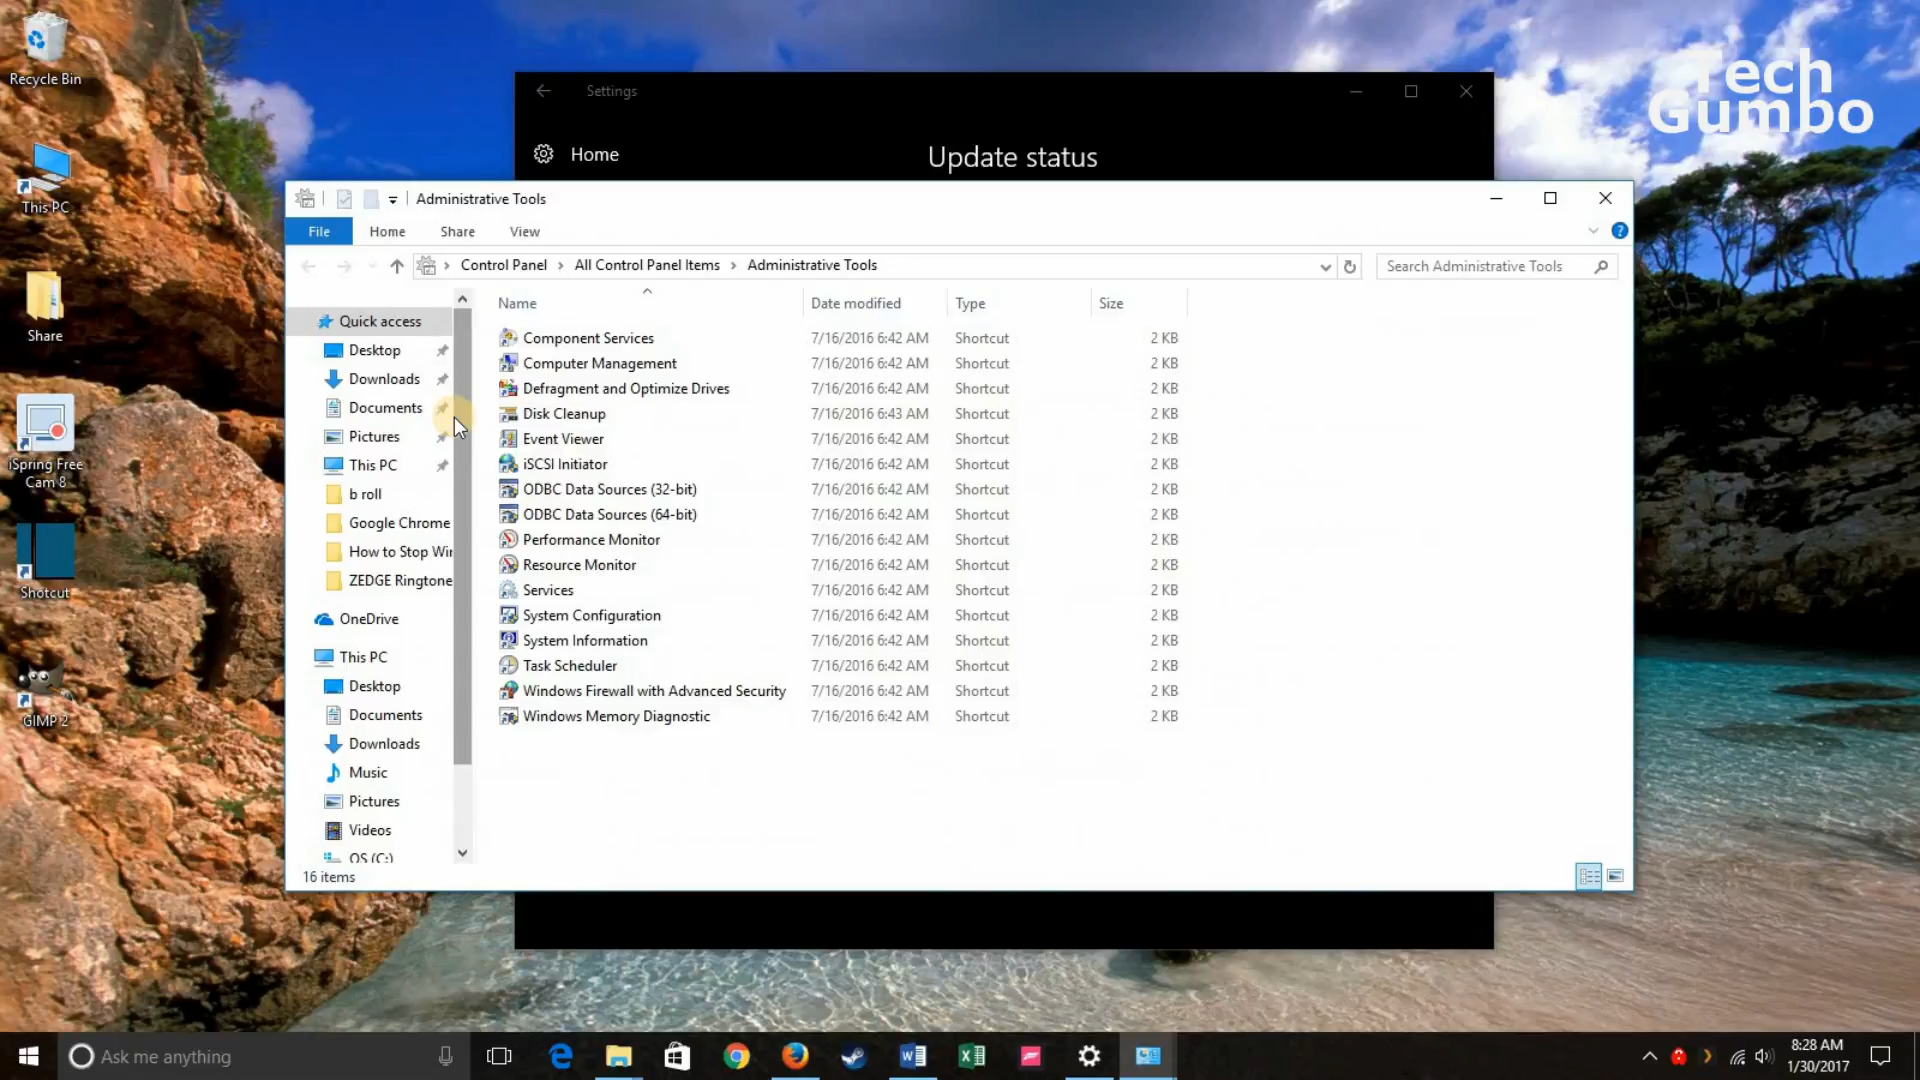 Recycle Bin
This PC
Share
iSpring Free
Cam 8
Shotcut
GIMP 2
Tech
Gumbo
Settings
Home
Update status
Administrative Tools
File Home Share View
Control Panel All Control Panel Items Administrative Tools
Search Administrative Tools
Quick access
Desktop
Downloads
Documents
Pictures
This PC
b roll
Google Chrome
How to Stop Wir
ZEDGE Ringtone
OneDrive
This PC
Desktop
Documents
Downloads
Music
Pictures
Videos
OS (C:)
Name Date modified Type Size
Component Services 7/16/2016 6:42 AM Shortcut 2 KB
Computer Management 7/16/2016 6:42 AM Shortcut 2 KB
Defragment and Optimize Drives 7/16/2016 6:42 AM Shortcut 2 KB
Disk Cleanup 7/16/2016 6:43 AM Shortcut 2 KB
Event Viewer 7/16/2016 6:42 AM Shortcut 2 KB
iSCSI Initiator 7/16/2016 6:42 AM Shortcut 2 KB
ODBC Data Sources (32-bit) 7/16/2016 6:42 AM Shortcut 2 KB
ODBC Data Sources (64-bit) 7/16/2016 6:42 AM Shortcut 2 KB
Performance Monitor 7/16/2016 6:42 AM Shortcut 2 KB
Resource Monitor 7/16/2016 6:42 AM Shortcut 2 KB
Services 7/16/2016 6:42 AM Shortcut 2 KB
System Configuration 7/16/2016 6:42 AM Shortcut 2 KB
System Information 7/16/2016 6:42 AM Shortcut 2 KB
Task Scheduler 7/16/2016 6:42 AM Shortcut 2 KB
Windows Firewall with Advanced Security 7/16/2016 6:42 AM Shortcut 2 KB
Windows Memory Diagnostic 7/16/2016 6:42 AM Shortcut 2 KB
16 items
Ask me anything
8:28 AM
1/30/2017